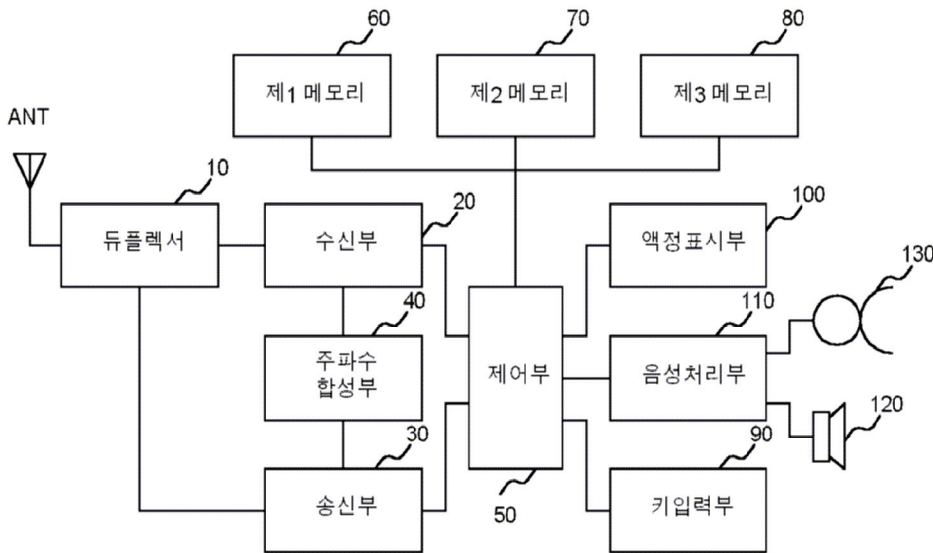 60
70
80
제1 메모리
제2 메모리
제3 메모리
ANT
10
20
100
듀플렉서
수신부
액정표시부
130
40
110
주파수
합성부
제어부
음성처리부
120
30
90
송신부
50
키입력부